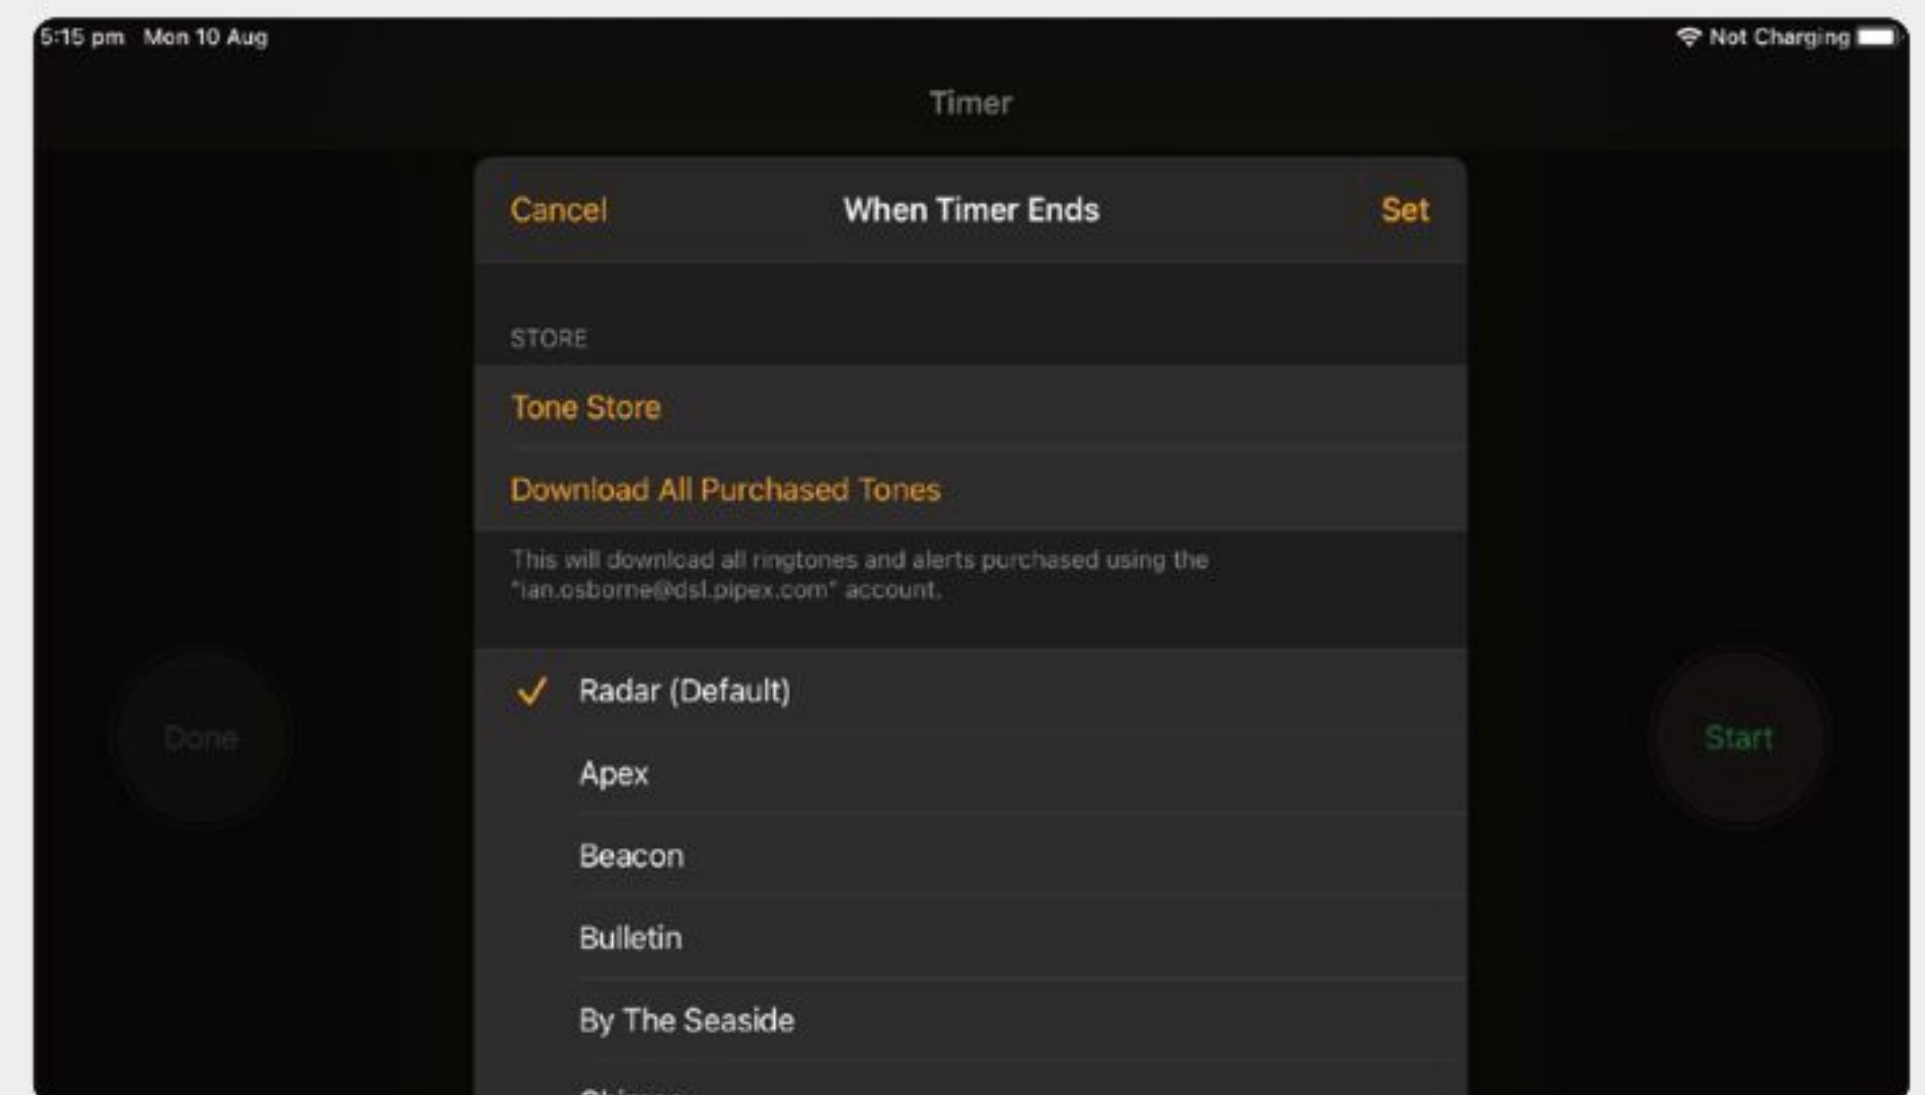 5:15 pm Mon 10 Aug
Not Charging
Timer
Cancel
When Timer Ends
Set
STORE
Tone Store
Download All Purchased Tones
This will download all ringtones and alerts purchased using the
"ian.osborne@dsl.pipex.com" account.
Radar (Default)
Done
Start
Apex
Beacon
Bulletin
By The Seaside